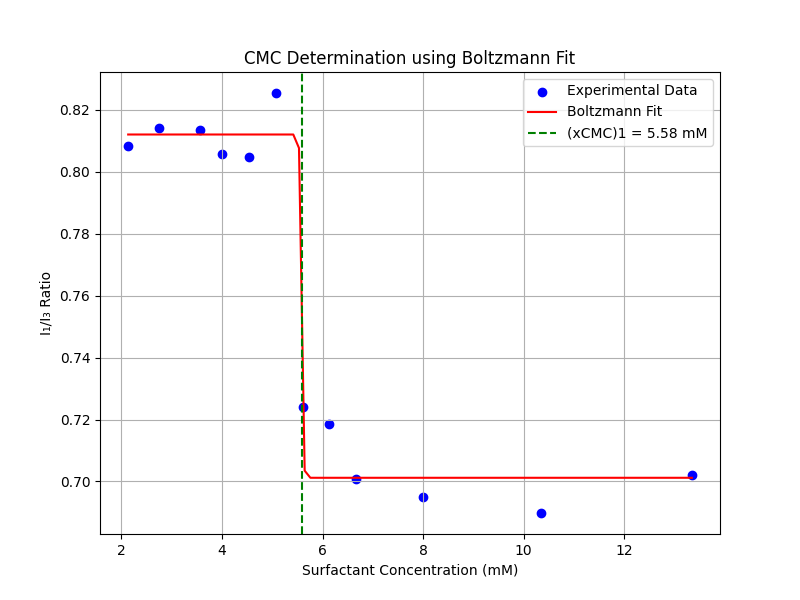 CMC Determination using Boltzmann Fit
Experimental Data
Boltzmann Fit
(xCMC)1 = 5.58 mM
0.82
0.80
0.78
0.76
0.74
0.72
0.70
I₁/I₃ Ratio
2 4 6 8 10 12
Surfactant Concentration (mM)